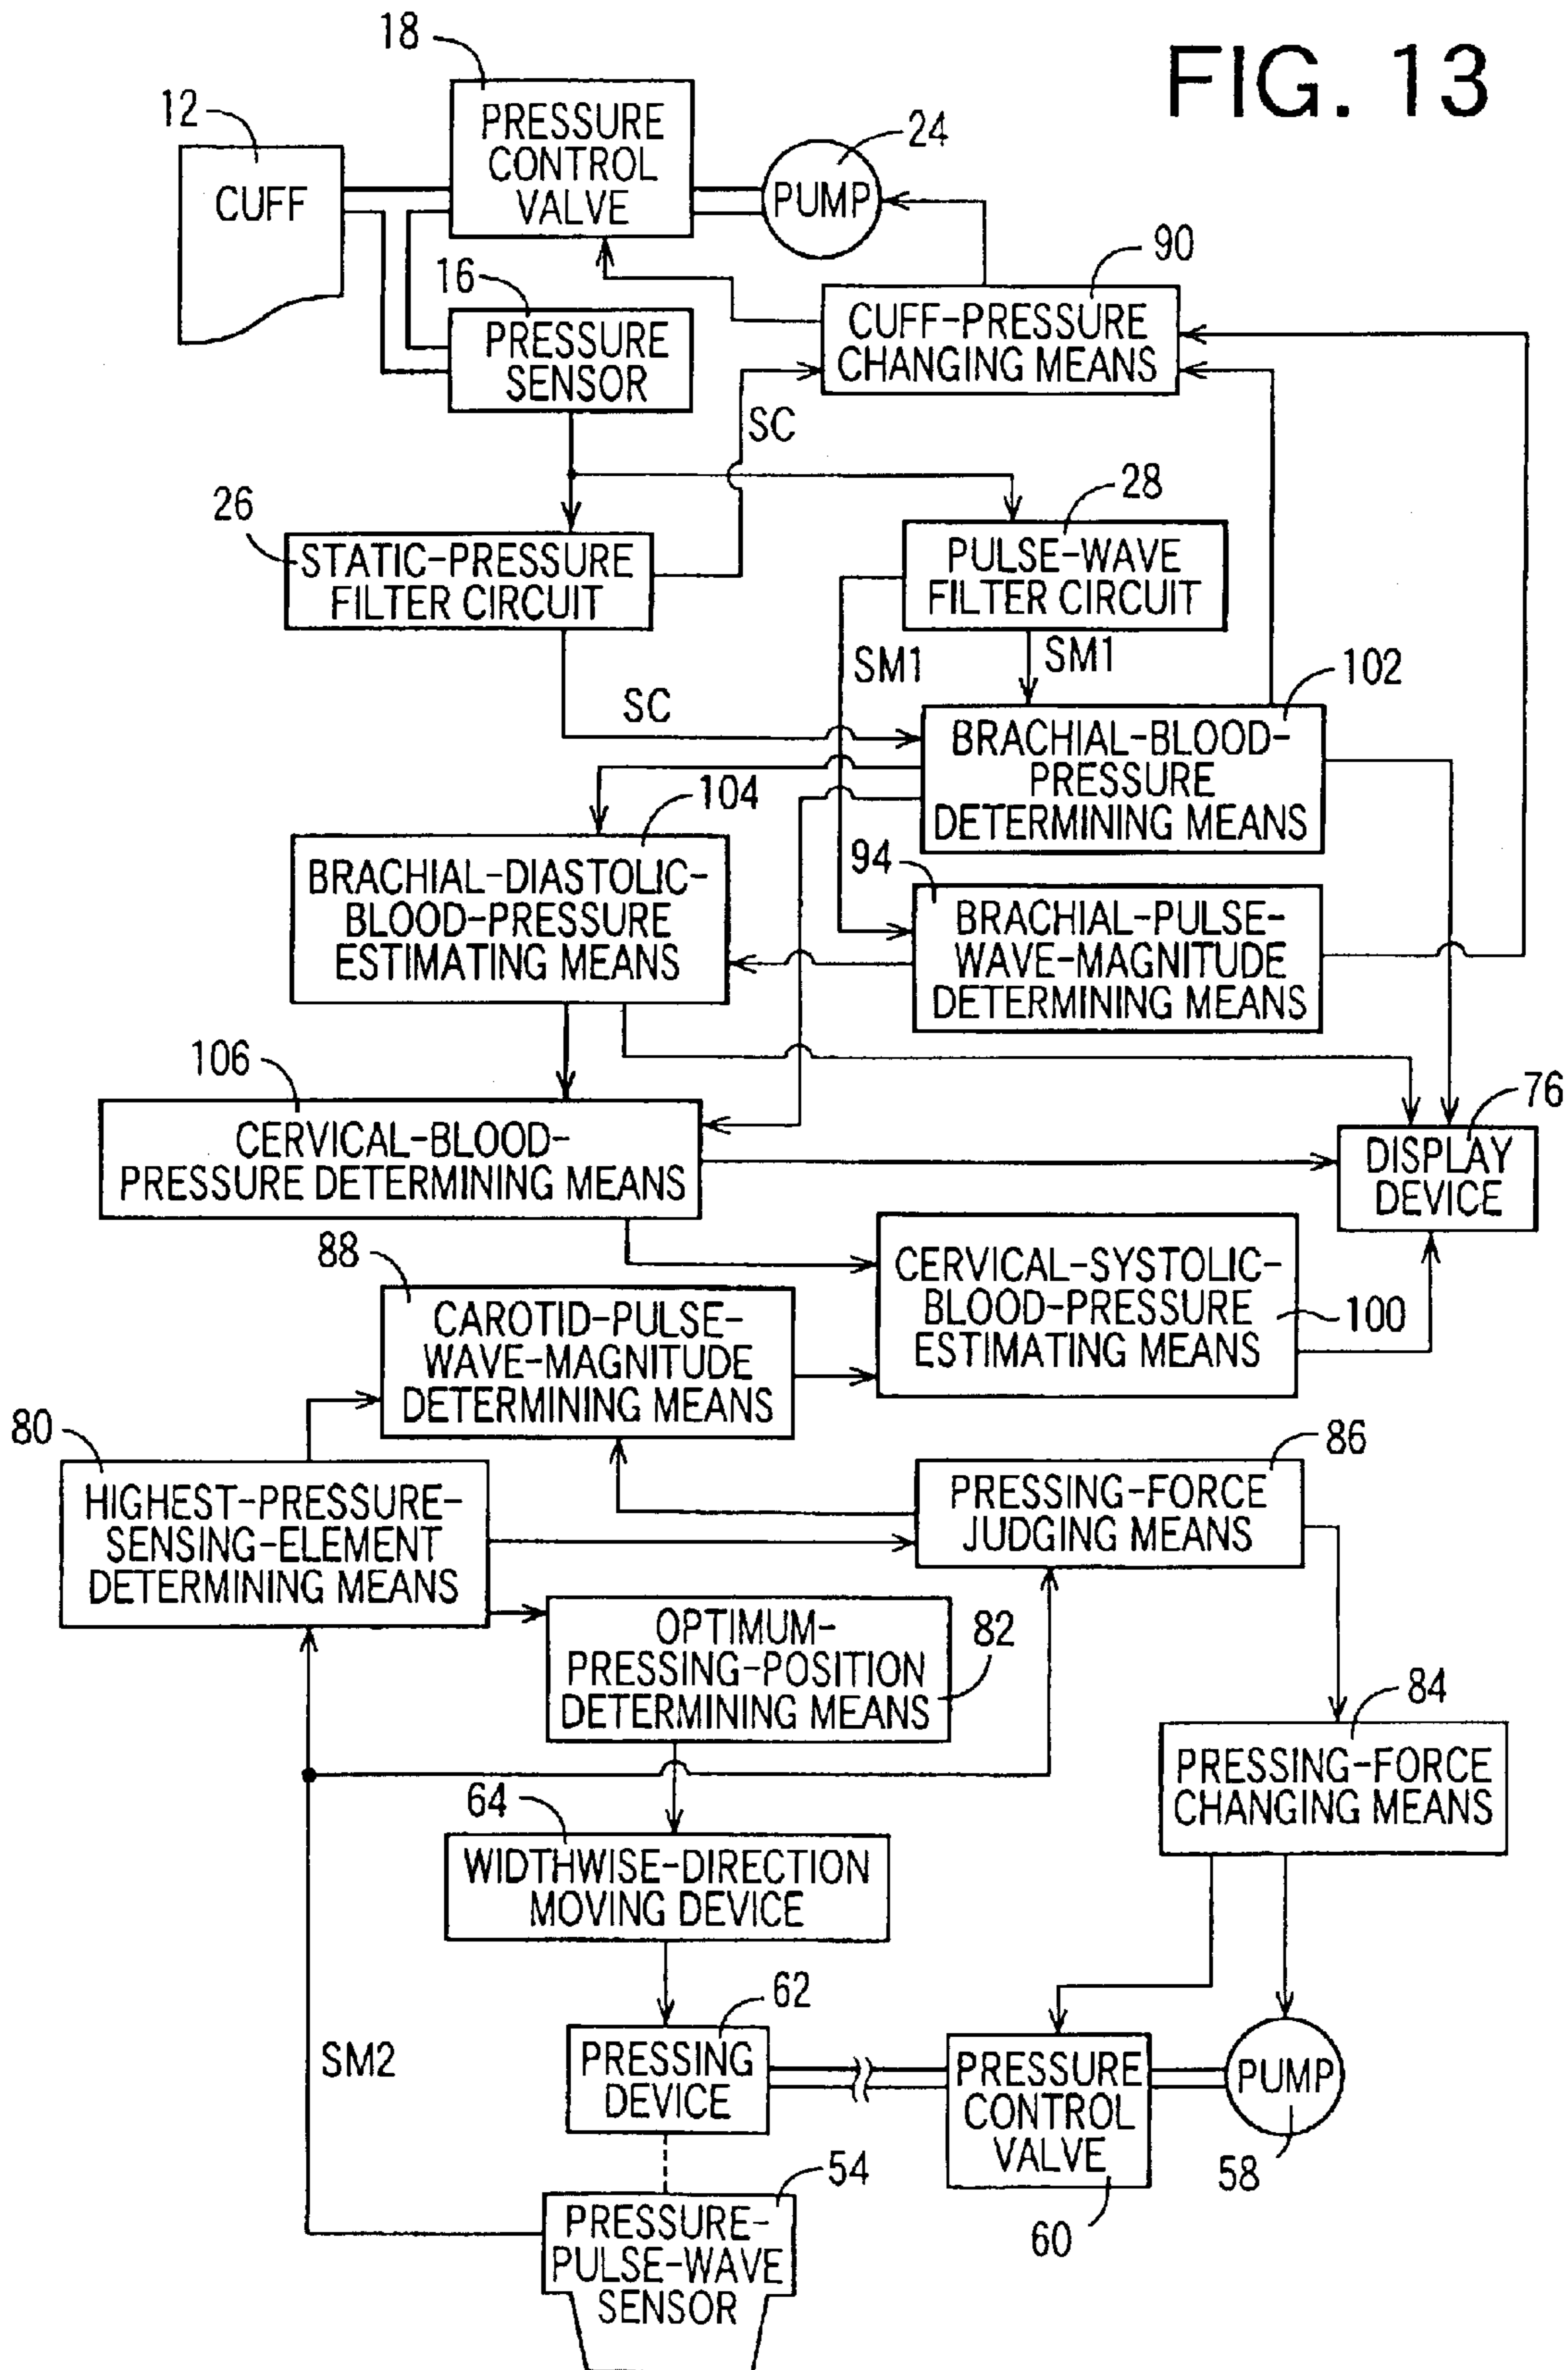 FIG. 13
18
PRESSURE
CONTROL
VALVE
12
CUFF
24
PUMP
90
CUFF-PRESSURE
CHANGING MEANS
16
PRESSURE
SENSOR
SC
26
STATIC-PRESSURE
FILTER CIRCUIT
28
PULSE-WAVE
FILTER CIRCUIT
SM1
SM1
SC
102
BRACHIAL-BLOOD-
PRESSURE
DETERMINING MEANS
104
BRACHIAL-DIASTOLIC-
BLOOD-PRESSURE
ESTIMATING MEANS
94
BRACHIAL-PULSE-
WAVE-MAGNITUDE
DETERMINING MEANS
106
CERVICAL-BLOOD-
PRESSURE DETERMINING MEANS
76
DISPLAY
DEVICE
88
CAROTID-PULSE-
WAVE-MAGNITUDE
DETERMINING MEANS
CERVICAL-SYSTOLIC-
BLOOD-PRESSURE
ESTIMATING MEANS
100
80
HIGHEST-PRESSURE-
SENSING-ELEMENT
DETERMINING MEANS
86
PRESSING-FORCE
JUDGING MEANS
OPTIMUM-
PRESSING-POSITION
DETERMINING MEANS
82
84
PRESSING-FORCE
CHANGING MEANS
64
WIDTHWISE-DIRECTION
MOVING DEVICE
62
PRESSING
DEVICE
SM2
PRESSURE
CONTROL
VALVE
60
PUMP
58
54
PRESSURE-
PULSE-WAVE
SENSOR